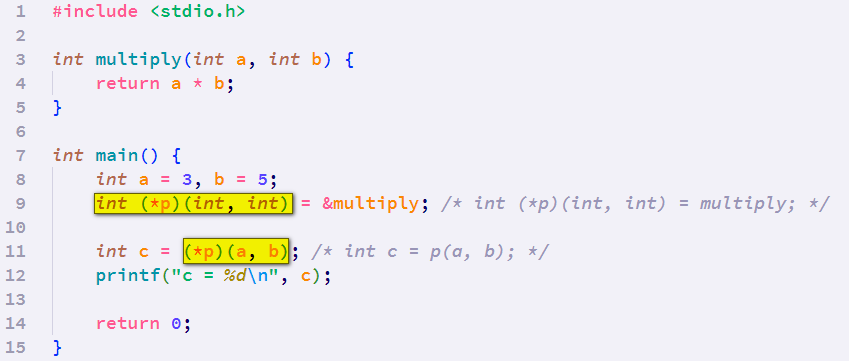 1 #include <stdio.h>
2
3 int multiply(int a, int b) {
4     return a * b;
5 }
6
7 int main() {
8     int a = 3, b = 5;
9     int (*p)(int, int) = &multiply; /* int (*p)(int, int) = multiply; */
10
11     int c = (*p)(a, b); /* int c = p(a, b); */
12     printf("c = %d\n", c);
13
14     return 0;
15 }